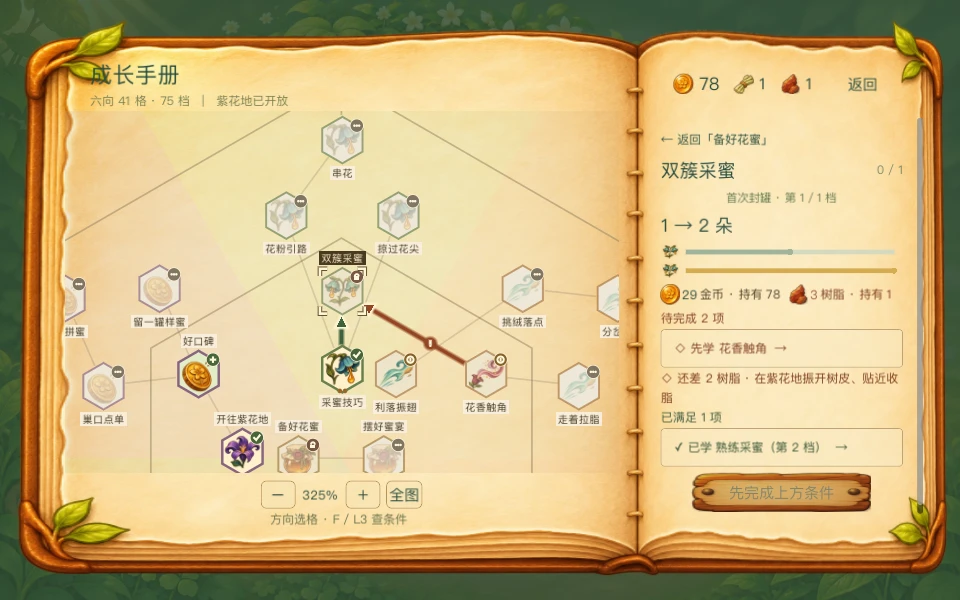 成长手册
六向 41 格 · 75 档 ｜ 紫花地已开放
串花
花粉引路
掠过花尖
双簇采蜜
拼蜜
留一罐样蜜
挑绒落点
好口碑
巢口点单
采蜜技巧
利落振翅
花香触角
走着拉脂
开往紫花地
备好花蜜
摆好蜜宴
− 325% + 全图
方向选格 · F / L3 查条件
78 1 1 返回
← 返回「备好花蜜」
双簇采蜜 0 / 1
首次封罐 · 第 1 / 1 档
1 → 2 朵
29 金币 · 持有 78 3 树脂 · 持有 1
待完成 2 项
◇ 先学 花香触角 →
◇ 还差 2 树脂 · 在紫花地振开树皮、贴近收
脂
已满足 1 项
✓ 已学 熟练采蜜（第 2 档） →
先完成上方条件